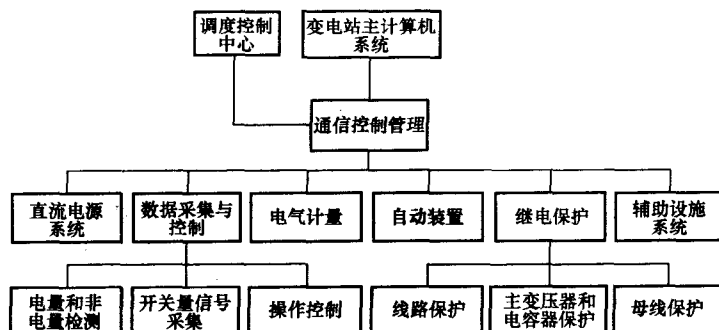 调度控制
中心
变电站主计算机
系统
通信控制管理
直流电源
系统
数据采集与
控制
电气计量
自动装置
继电保护
辅助设施
系统
电量和非
电量检测
开关量信号
采集
操作控制
线路保护
主变压器和
电容器保护
母线保护